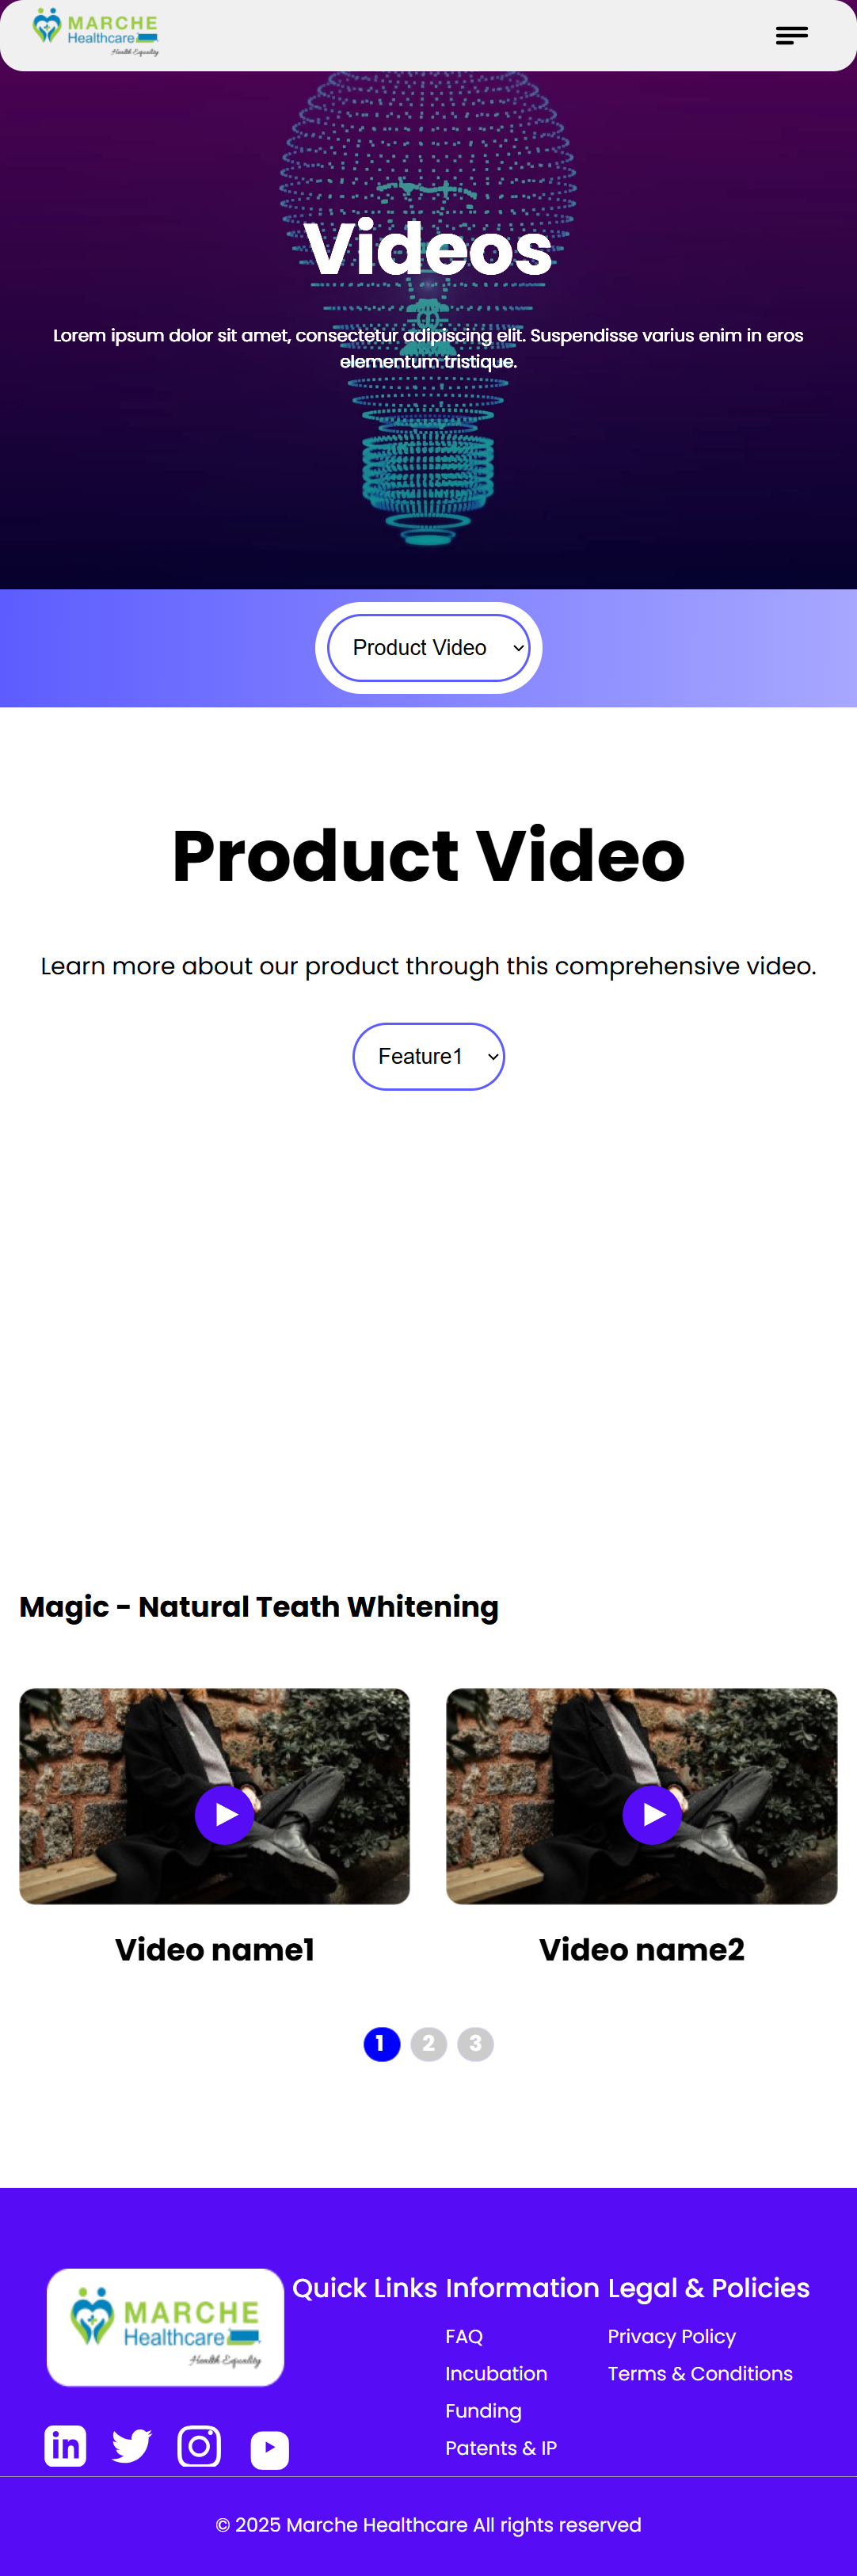 MARCHE
Healthcare
Health Equality
Videos
Lorem ipsum dolor sit amet, consectetur adipiscing elit. Suspendisse varius enim in eros
elementum tristique.
Product Video
Product Video
Learn more about our product through this comprehensive video.
Feature1
Magic - Natural Teath Whitening
Video name1
Video name2
1 2 3
MARCHE
Healthcare
Health Equality
Quick Links
Information
FAQ
Incubation
Funding
Patents & IP
Legal & Policies
Privacy Policy
Terms & Conditions
in
© 2025 Marche Healthcare All rights reserved